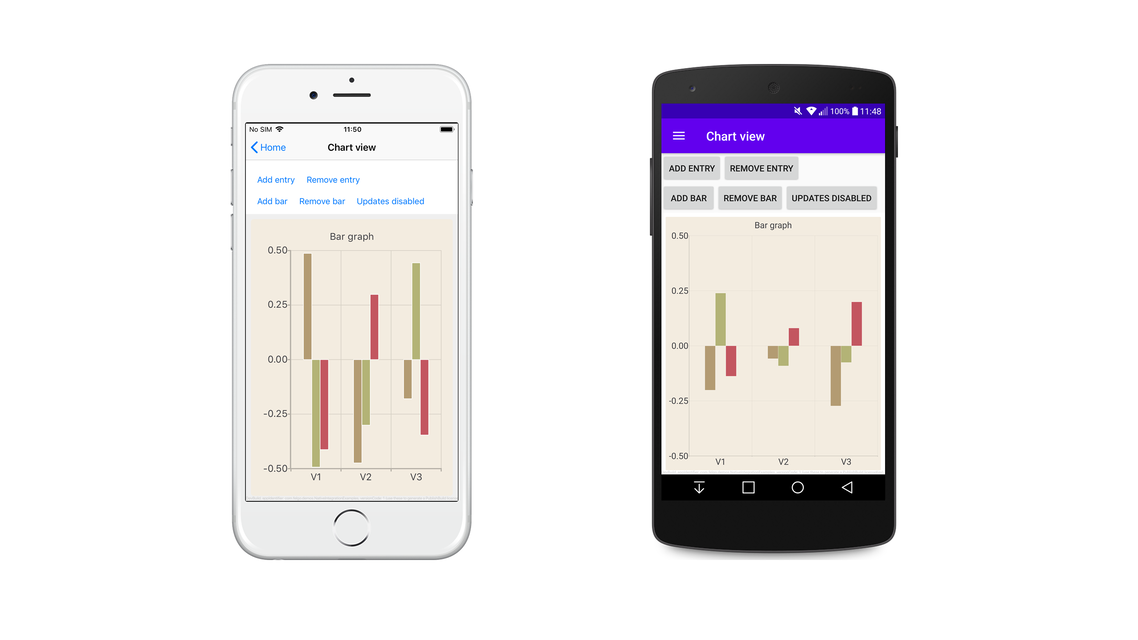 No SIM 11:50
Home Chart view
Add entry Remove entry
Add bar Remove bar Updates disabled
Bar graph
0.50
0.25
0.00
-0.25
-0.50
V1 V2 V3
100% 11:48
Chart view
ADD ENTRY REMOVE ENTRY
ADD BAR REMOVE BAR UPDATES DISABLED
Bar graph
0.50
0.25
0.00
-0.25
-0.50
V1 V2 V3